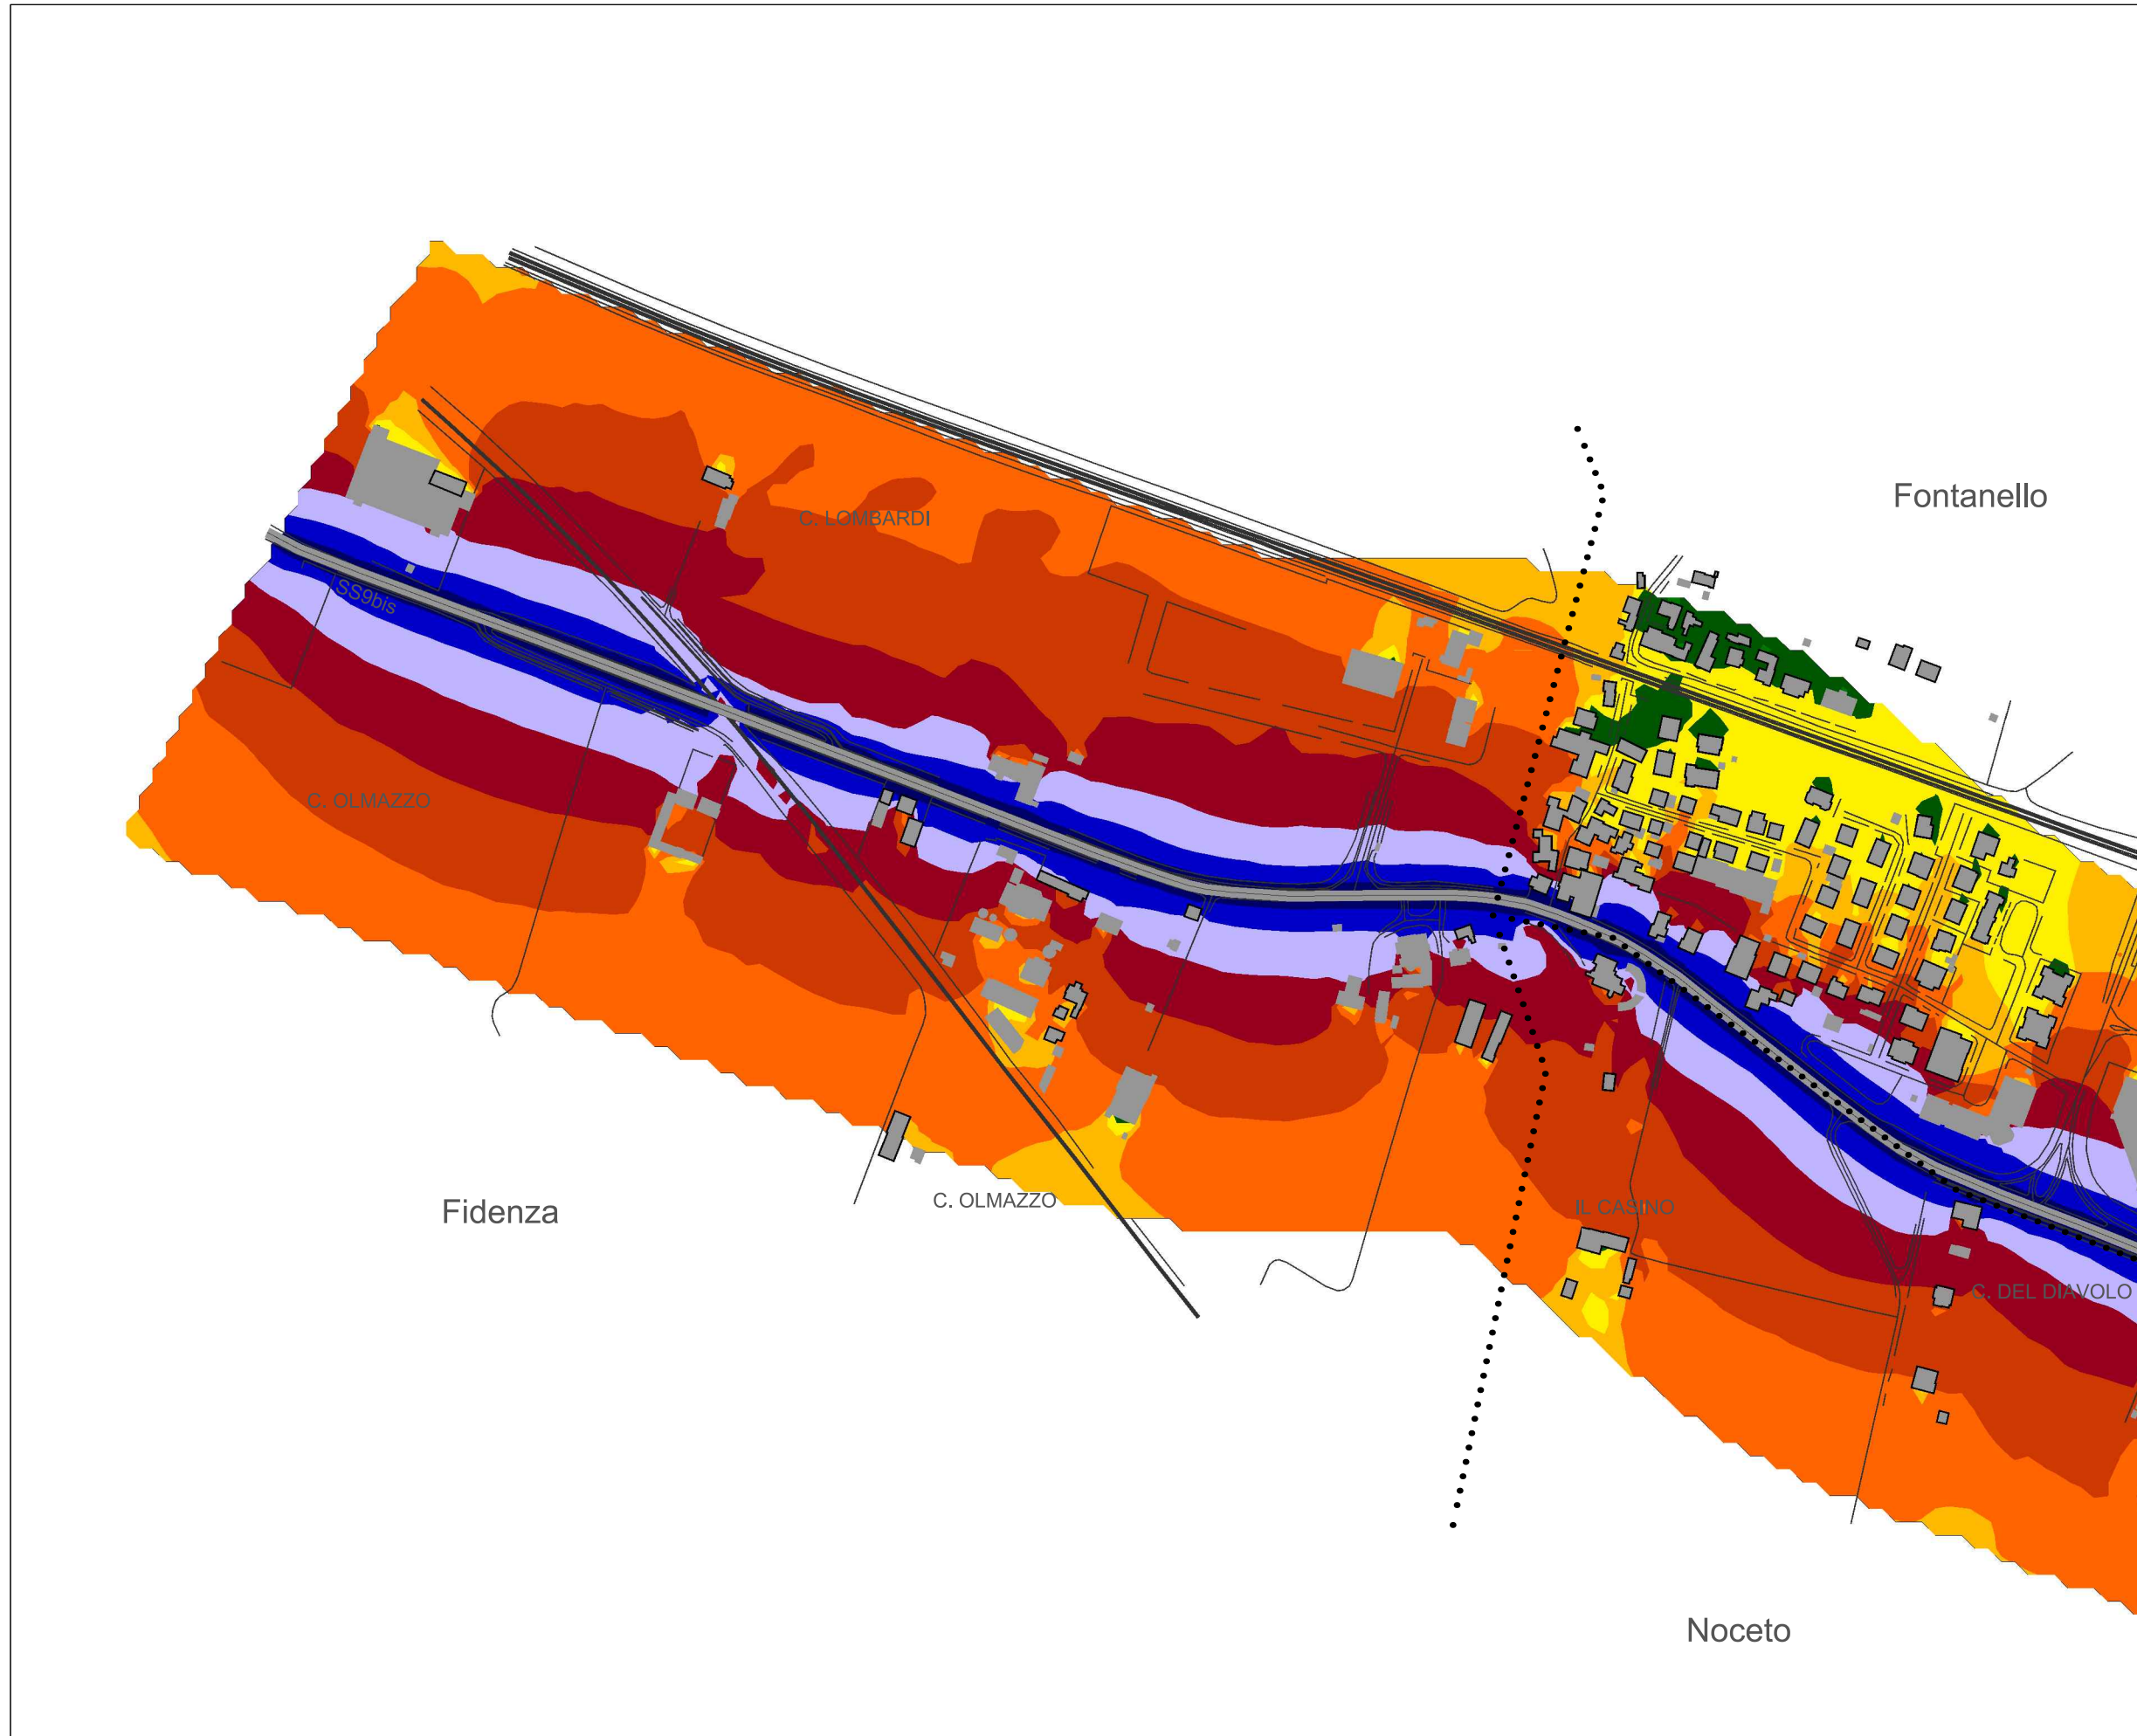 Fontanello
C. LOMBARDI
SS9bis
C. OLMAZZO
Fidenza
C. OLMAZZO
IL CASINO
C. DEL DIAVOLO
Noceto